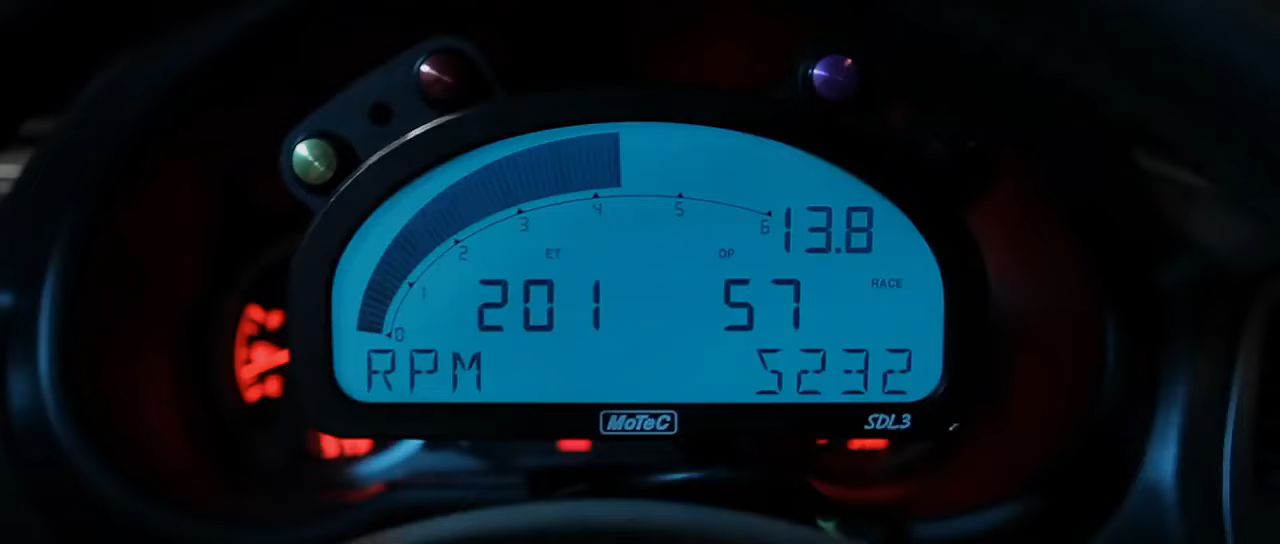 0 1 2 3 4 5 6
13.8
ET OP
201 57
RACE
RPM 5232
MoTeC SDL3